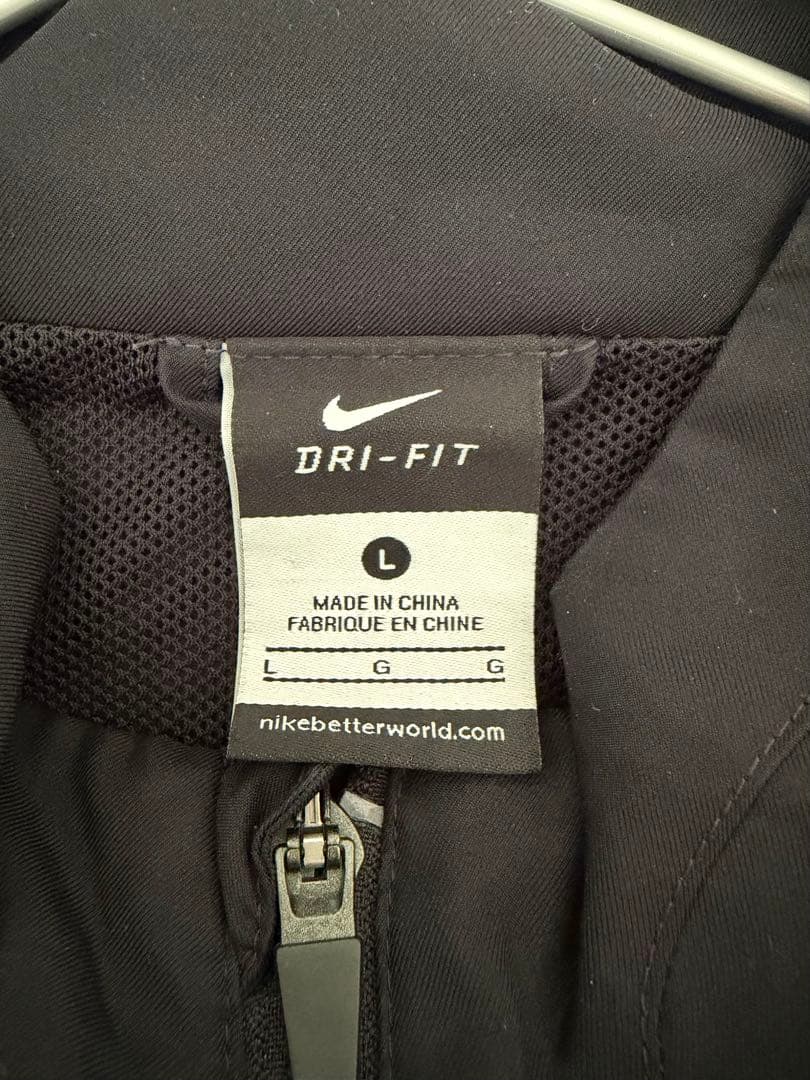 DRI-FIT
L
MADE IN CHINA
FABRIQUE EN CHINE
L G G
nikebetterworld.com